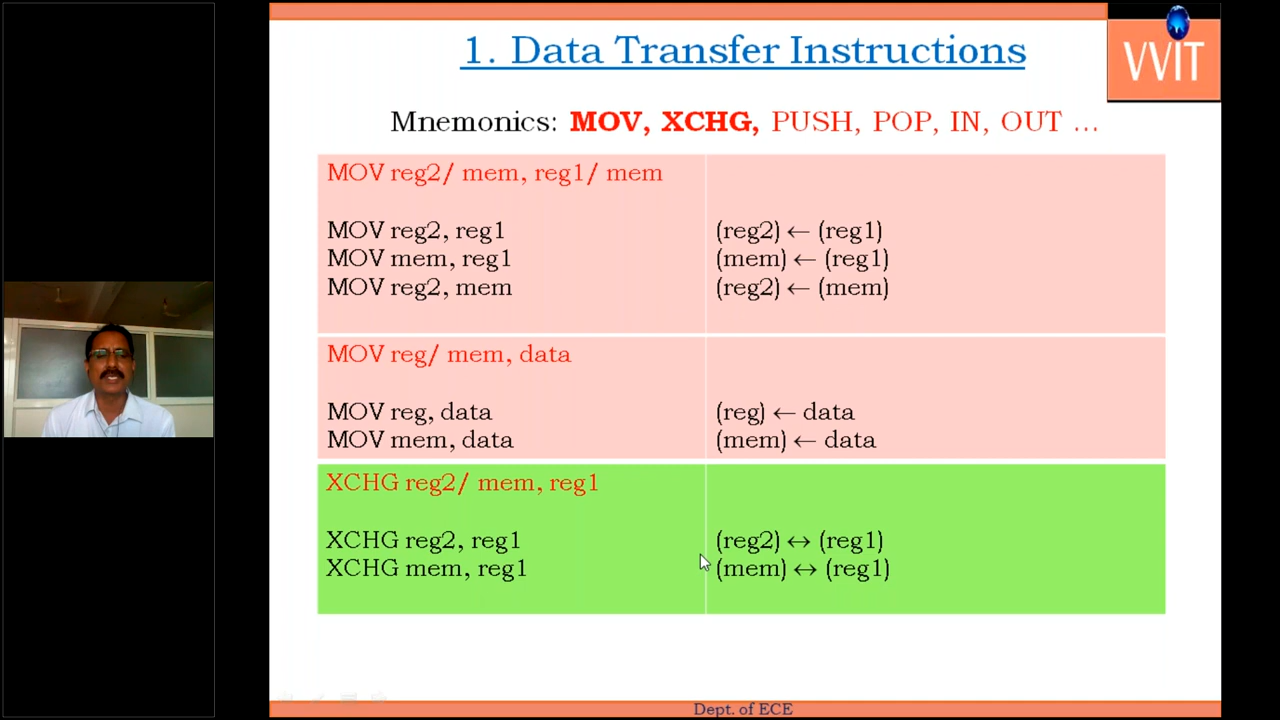 1. Data Transfer Instructions
VVIT
Mnemonics: MOV, XCHG, PUSH, POP, IN, OUT ...
MOV reg2/ mem, reg1/ mem
MOV reg2, reg1 (reg2) ← (reg1)
MOV mem, reg1 (mem) ← (reg1)
MOV reg2, mem (reg2) ← (mem)
MOV reg/ mem, data
MOV reg, data (reg) ← data
MOV mem, data (mem) ← data
XCHG reg2/ mem, reg1
XCHG reg2, reg1 (reg2) ↔ (reg1)
XCHG mem, reg1 (mem) ↔ (reg1)
Dept. of ECE